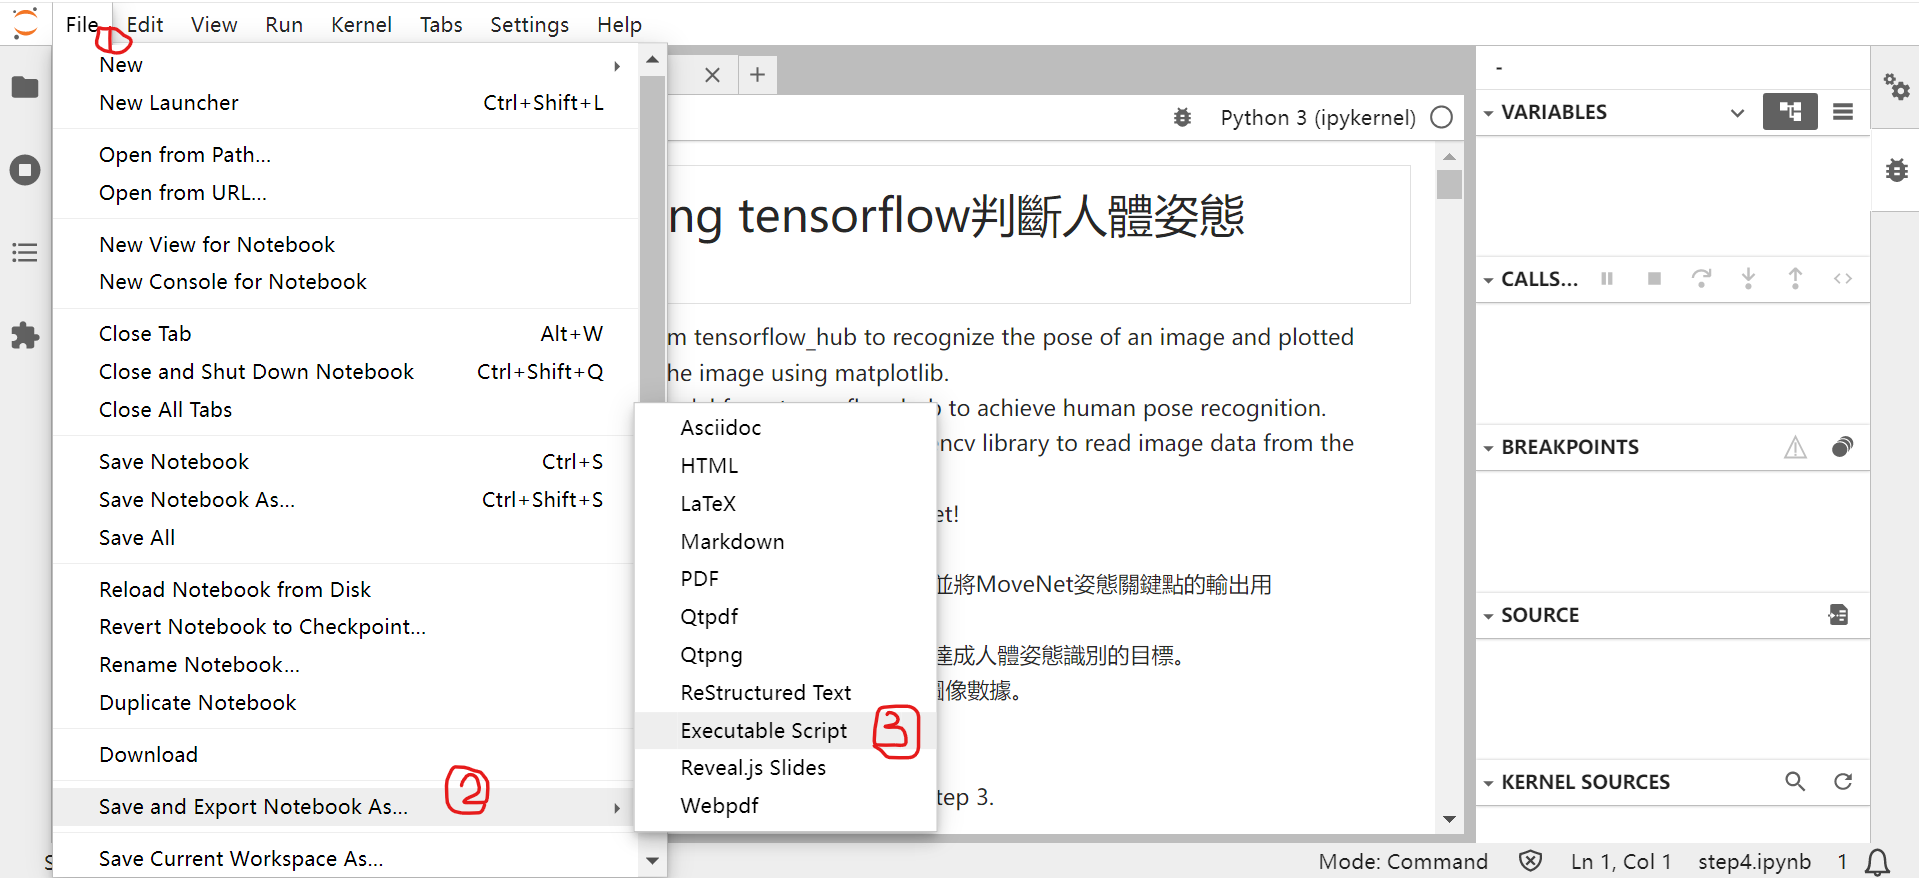 File Edit View Run Kernel Tabs Settings Help
1
New
New Launcher Ctrl+Shift+L
Open from Path...
Open from URL...
New View for Notebook
New Console for Notebook
Close Tab Alt+W
Close and Shut Down Notebook Ctrl+Shift+Q
Close All Tabs
Save Notebook Ctrl+S
Save Notebook As... Ctrl+Shift+S
Save All
Reload Notebook from Disk
Revert Notebook to Checkpoint...
Rename Notebook...
Duplicate Notebook
Download
2
Save and Export Notebook As...
Save Current Workspace As...
Asciidoc
HTML
LaTeX
Markdown
PDF
Qtpdf
Qtpng
ReStructured Text
Executable Script 3
Reveal.js Slides
Webpdf
Python 3 (ipykernel)
ng tensorflow判斷人體姿態
m tensorflow_hub to recognize the pose of an image and plotted
he image using matplotlib.
to achieve human pose recognition.
ncv library to read image data from the
et!
並將MoveNet姿態關鍵點的輸出用
達成人體姿態識別的目標。
圖像數據。
tep 3.
-
VARIABLES
CALLS...
BREAKPOINTS
SOURCE
KERNEL SOURCES
Mode: Command Ln 1, Col 1 step4.ipynb 1